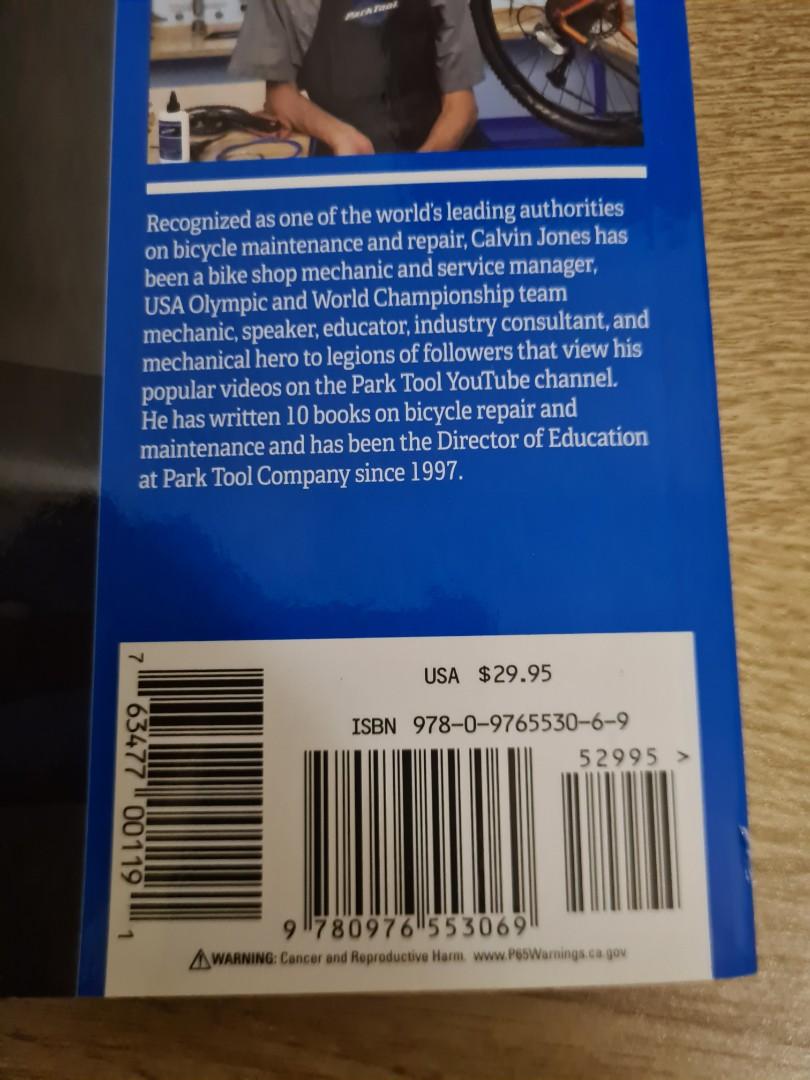 ParkTool
Recognized as one of the world's leading authorities
on bicycle maintenance and repair, Calvin Jones has
been a bike shop mechanic and service manager,
USA Olympic and World Championship team
mechanic, speaker, educator, industry consultant, and
mechanical hero to legions of followers that view his
popular videos on the Park Tool YouTube channel.
He has written 10 books on bicycle repair and
maintenance and has been the Director of Education
at Park Tool Company since 1997.
USA $29.95
ISBN 978-0-9765530-6-9
52995 >
7 63477 00119 1
9 780976 553069
WARNING: Cancer and Reproductive Harm. www.P65Warnings.ca.gov